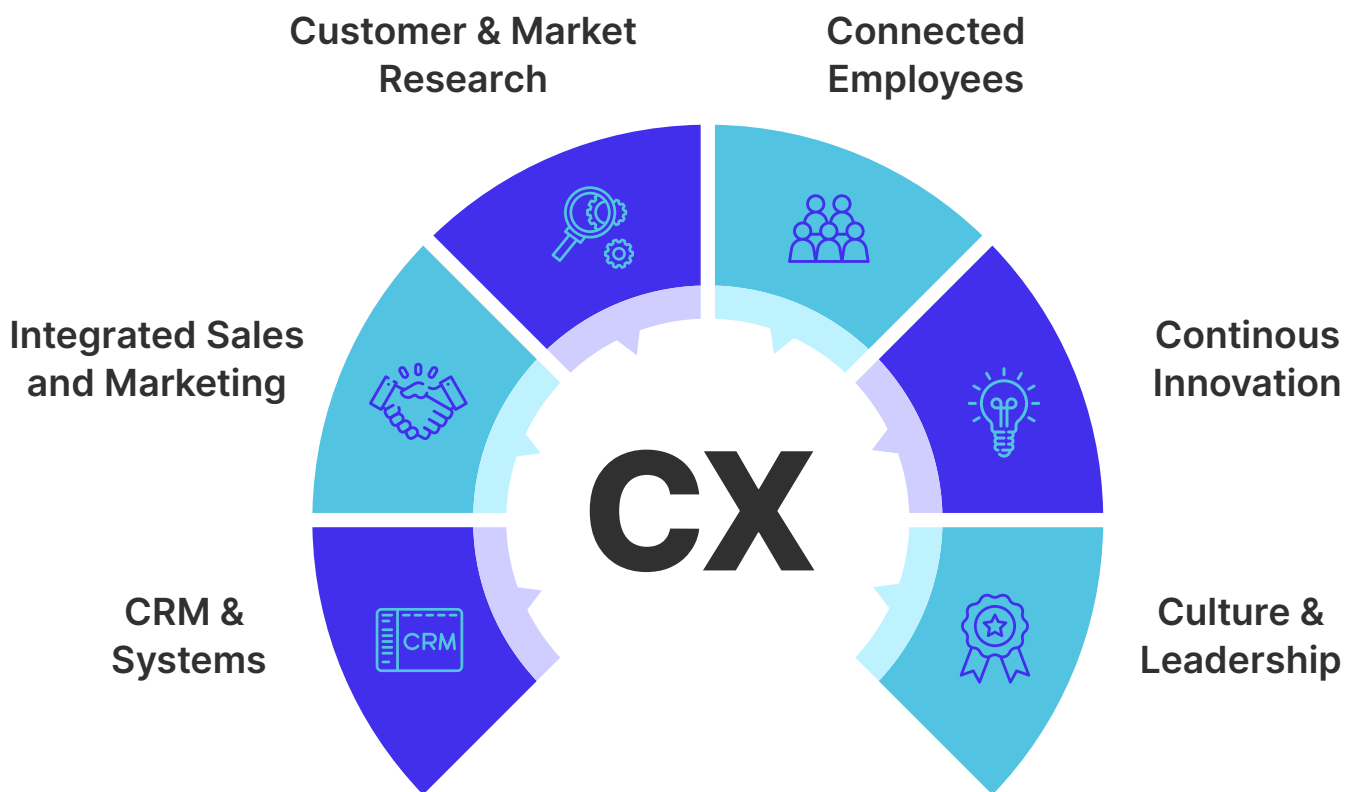 Customer & Market
Research
Connected
Employees
Integrated Sales
and Marketing
Continous
Innovation
CX
CRM &
Systems
CRM
Culture &
Leadership